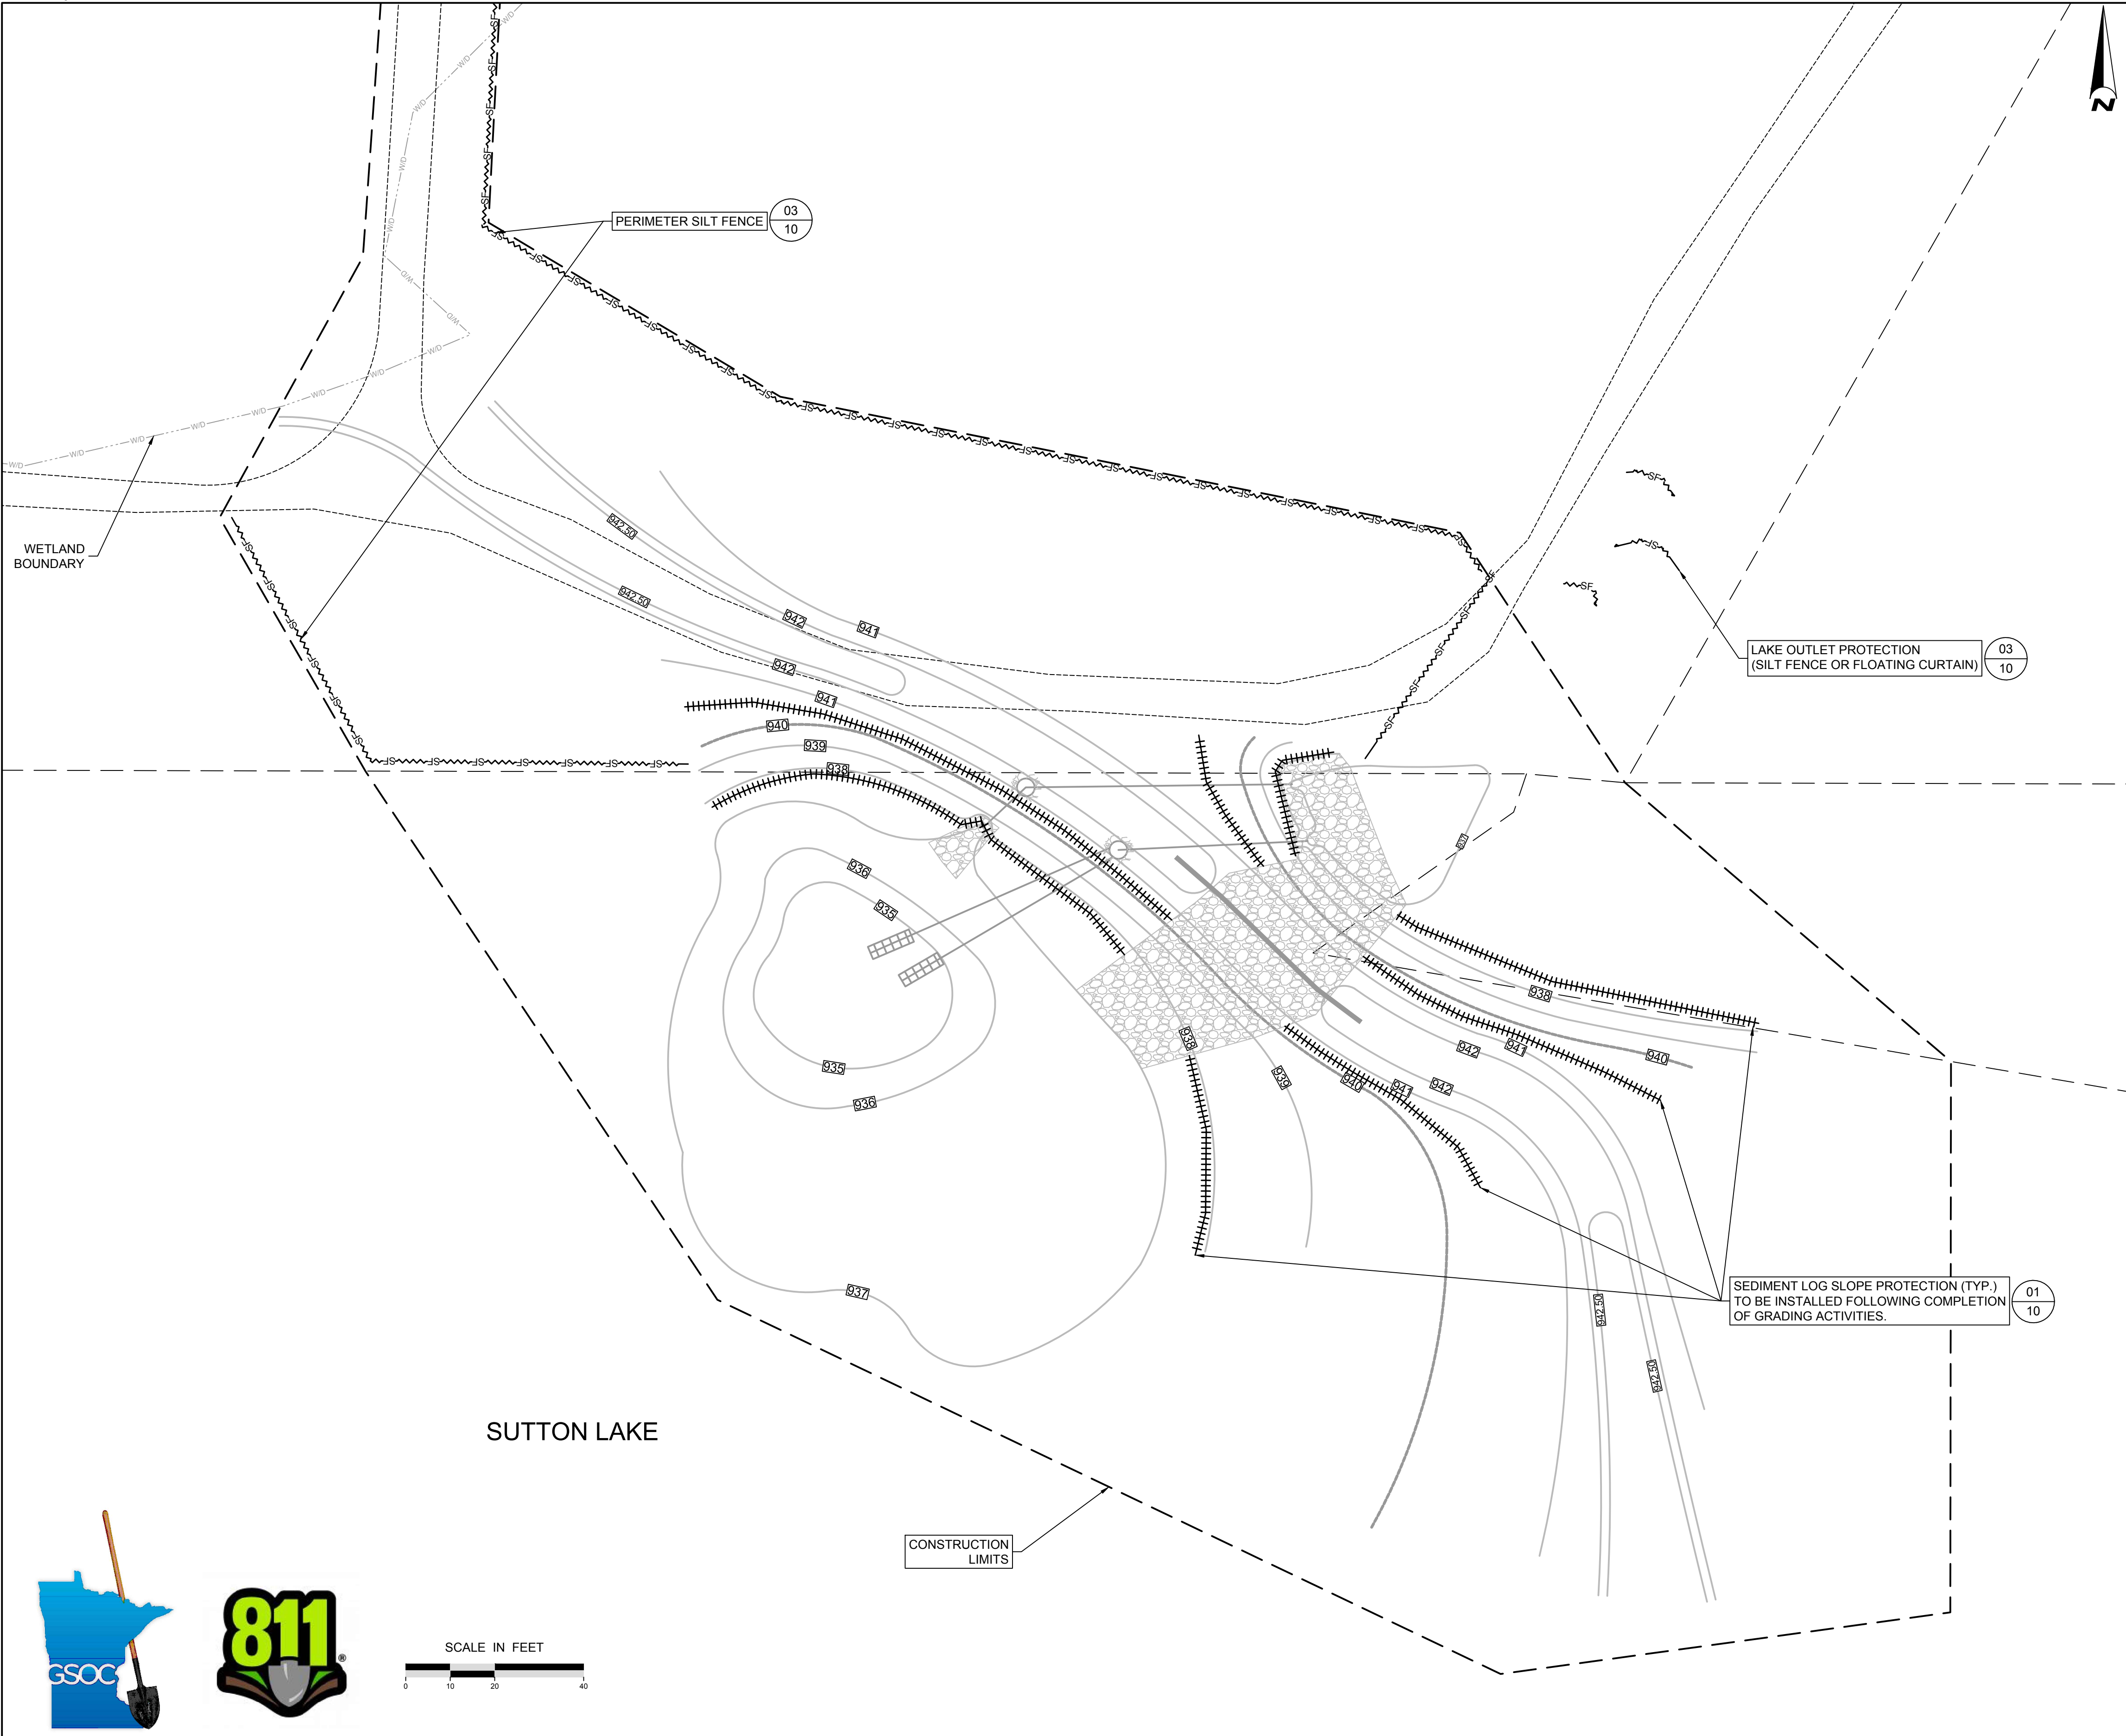 PERIMETER SILT FENCE
03
10
WETLAND
BOUNDARY
W/D
SF
942.50
942.50
942
941
942
941
940
939
938
LAKE OUTLET PROTECTION
(SILT FENCE OR FLOATING CURTAIN)
03
10
936
935
937
935
936
938
939
940
941
942
942
941
938
940
937
942.50
942.50
SEDIMENT LOG SLOPE PROTECTION (TYP.)
TO BE INSTALLED FOLLOWING COMPLETION
OF GRADING ACTIVITIES.
01
10
SUTTON LAKE
CONSTRUCTION
LIMITS
GSOC
811
®
SCALE IN FEET
0 10 20 40
N